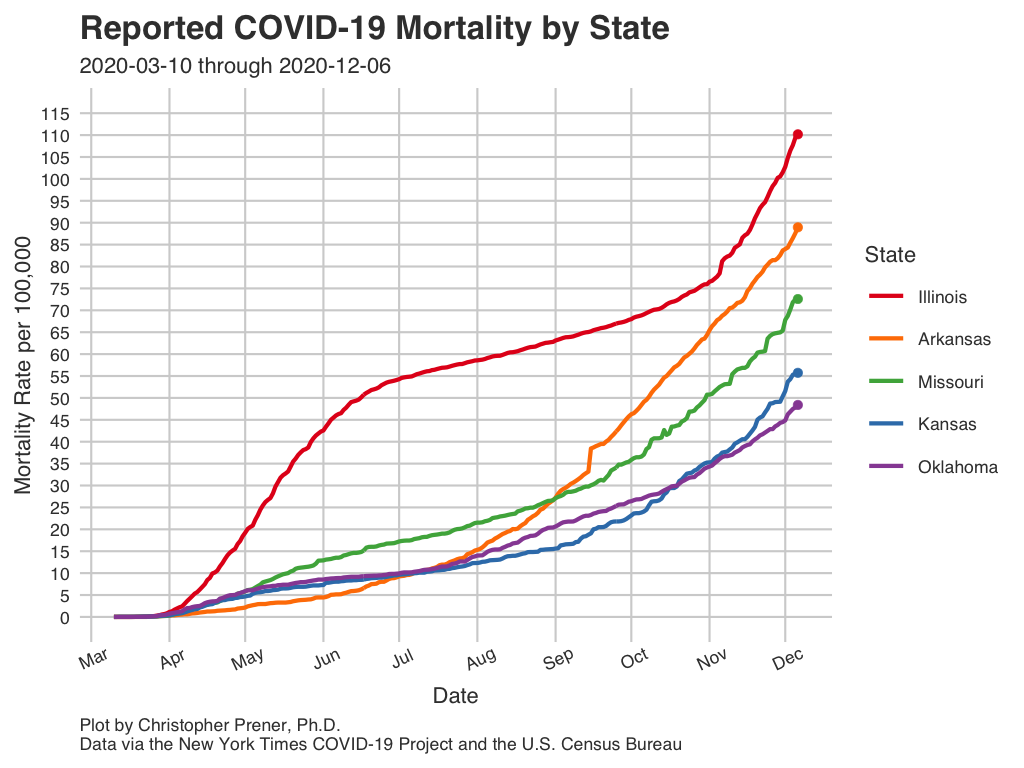 Reported COVID-19 Mortality by State
2020-03-10 through 2020-12-06
Mortality Rate per 100,000
115
110
105
100
95
90
85
80
75
70
65
60
55
50
45
40
35
30
25
20
15
10
5
0
Mar
Apr
May
Jun
Jul
Aug
Sep
Oct
Nov
Dec
Date
State
Illinois
Arkansas
Missouri
Kansas
Oklahoma
Plot by Christopher Prener, Ph.D.
Data via the New York Times COVID-19 Project and the U.S. Census Bureau